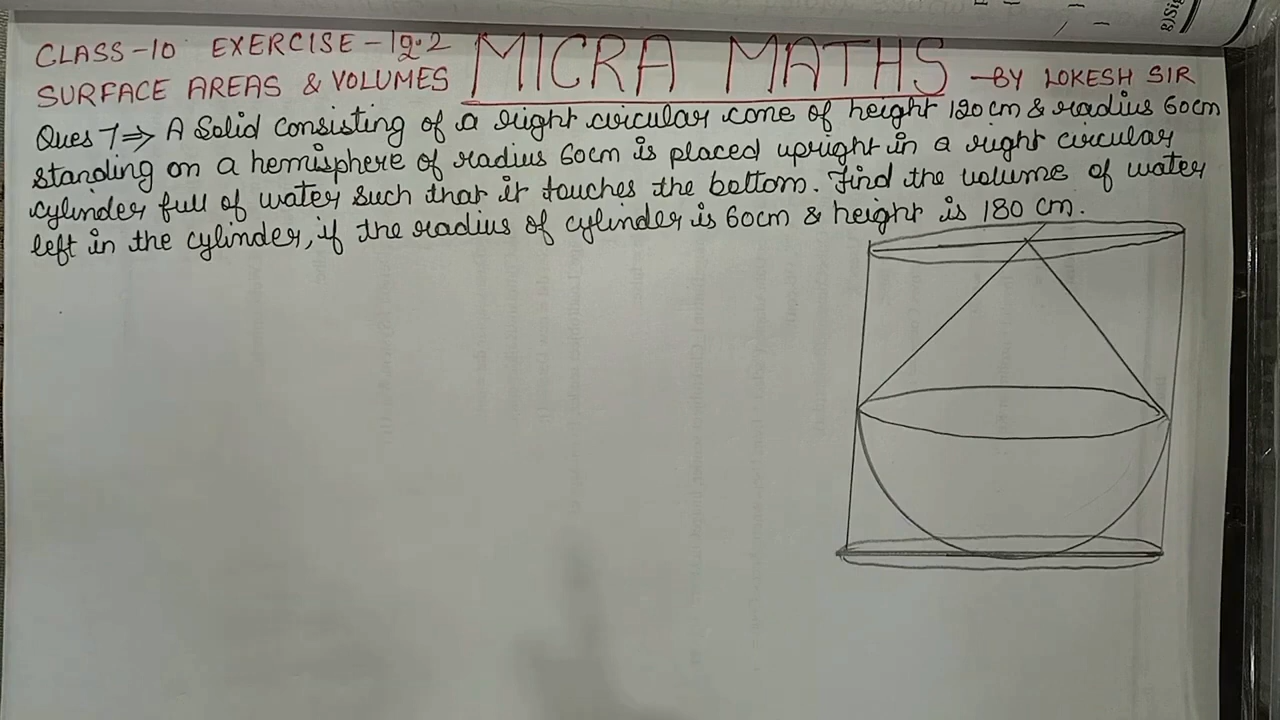 CLASS-10 EXERCISE-12.2 MICRA MATHS -BY LOKESH SIR
SURFACE AREAS & VOLUMES
Ques 7⇒ A Solid consisting of a right circular cone of height 120cm & radius 60cm
standing on a hemisphere of radius 60cm is placed upright in a right circular
cylinder full of water such that it touches the bottom. Find the volume of water
left in the cylinder, if the radius of cylinder is 60cm & height is 180 cm.